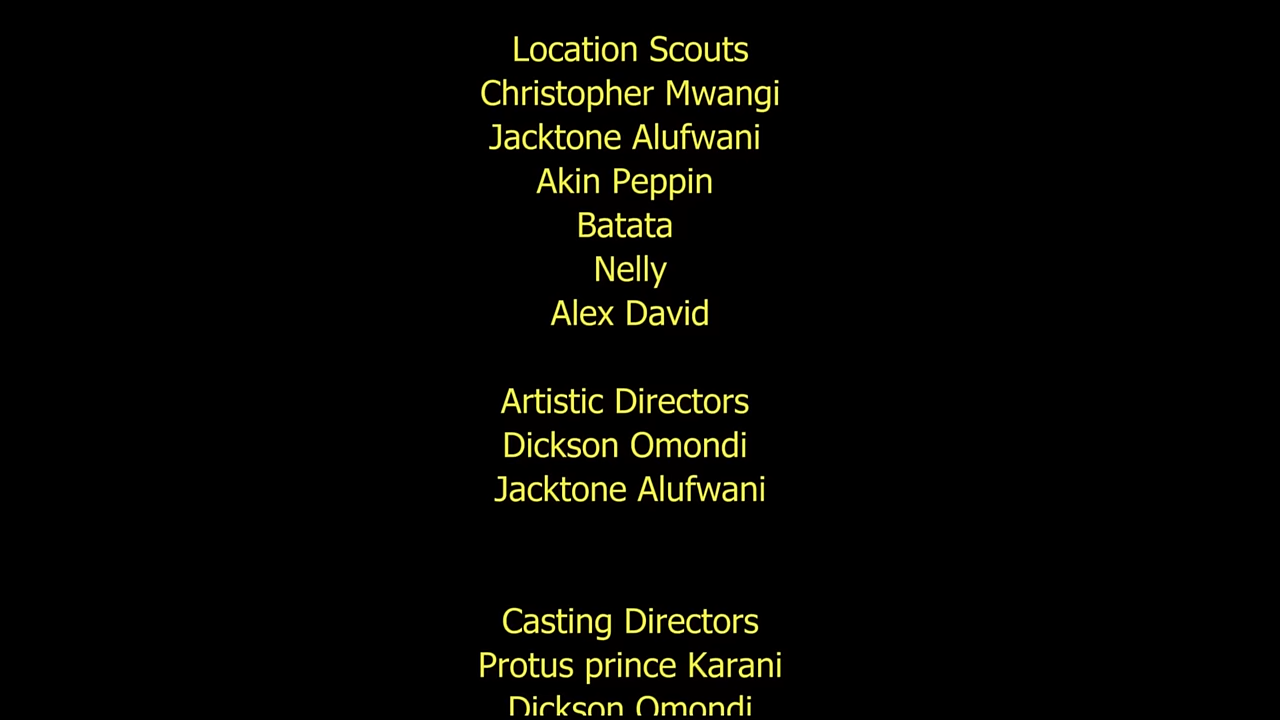 Location Scouts
Christopher Mwangi
Jacktone Alufwani
Akin Peppin
Batata
Nelly
Alex David
Artistic Directors
Dickson Omondi
Jacktone Alufwani
Casting Directors
Protus prince Karani
Dickson Omondi